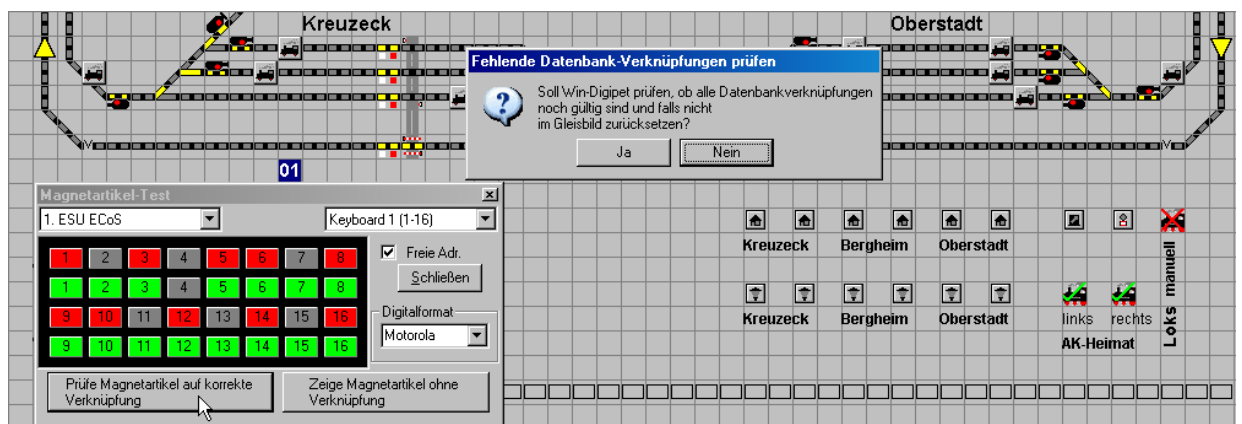 Kreuzeck
Oberstadt
Fehlende Datenbank-Verknüpfungen prüfen
Soll Win-Digipet prüfen, ob alle Datenbankverknüpfungen
noch gültig sind und falls nicht
im Gleisbild zurücksetzen?
Ja
Nein
01
Magnetartikel-Test
1. ESU ECoS
Keyboard 1 (1-16)
1 2 3 4 5 6 7 8
1 2 3 4 5 6 7 8
9 10 11 12 13 14 15 16
9 10 11 12 13 14 15 16
Freie Adr.
Schließen
Digitalformat
Motorola
Prüfe Magnetartikel auf korrekte
Verknüpfung
Zeige Magnetartikel ohne
Verknüpfung
Kreuzeck Bergheim Oberstadt
Kreuzeck Bergheim Oberstadt
links rechts
AK-Heimat
Loks manuell